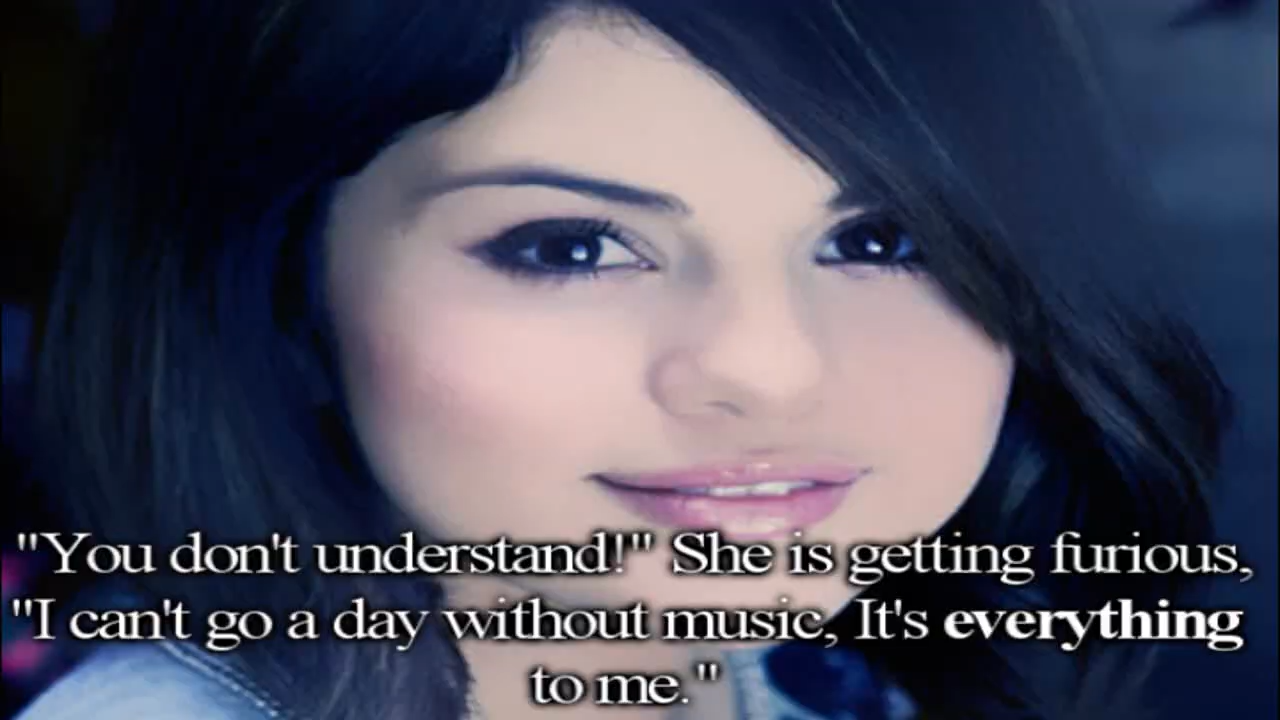 "You don't understand!" She is getting furious,
"I can't go a day without music, It's everything
to me."